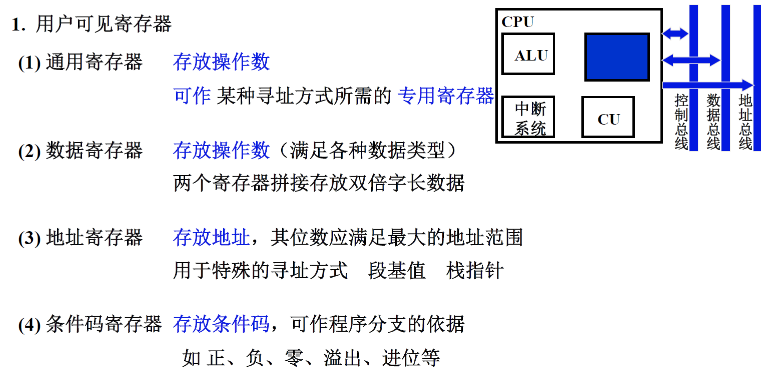 1. 用户可见寄存器
(1) 通用寄存器 存放操作数
可作 某种寻址方式所需的 专用寄存器
(2) 数据寄存器 存放操作数（满足各种数据类型）
两个寄存器拼接存放双倍字长数据
(3) 地址寄存器 存放地址，其位数应满足最大的地址范围
用于特殊的寻址方式 段基值 栈指针
(4) 条件码寄存器 存放条件码，可作程序分支的依据
如 正、负、零、溢出、进位等
CPU
ALU
中断
系统
CU
控制总线
数据总线
地址总线